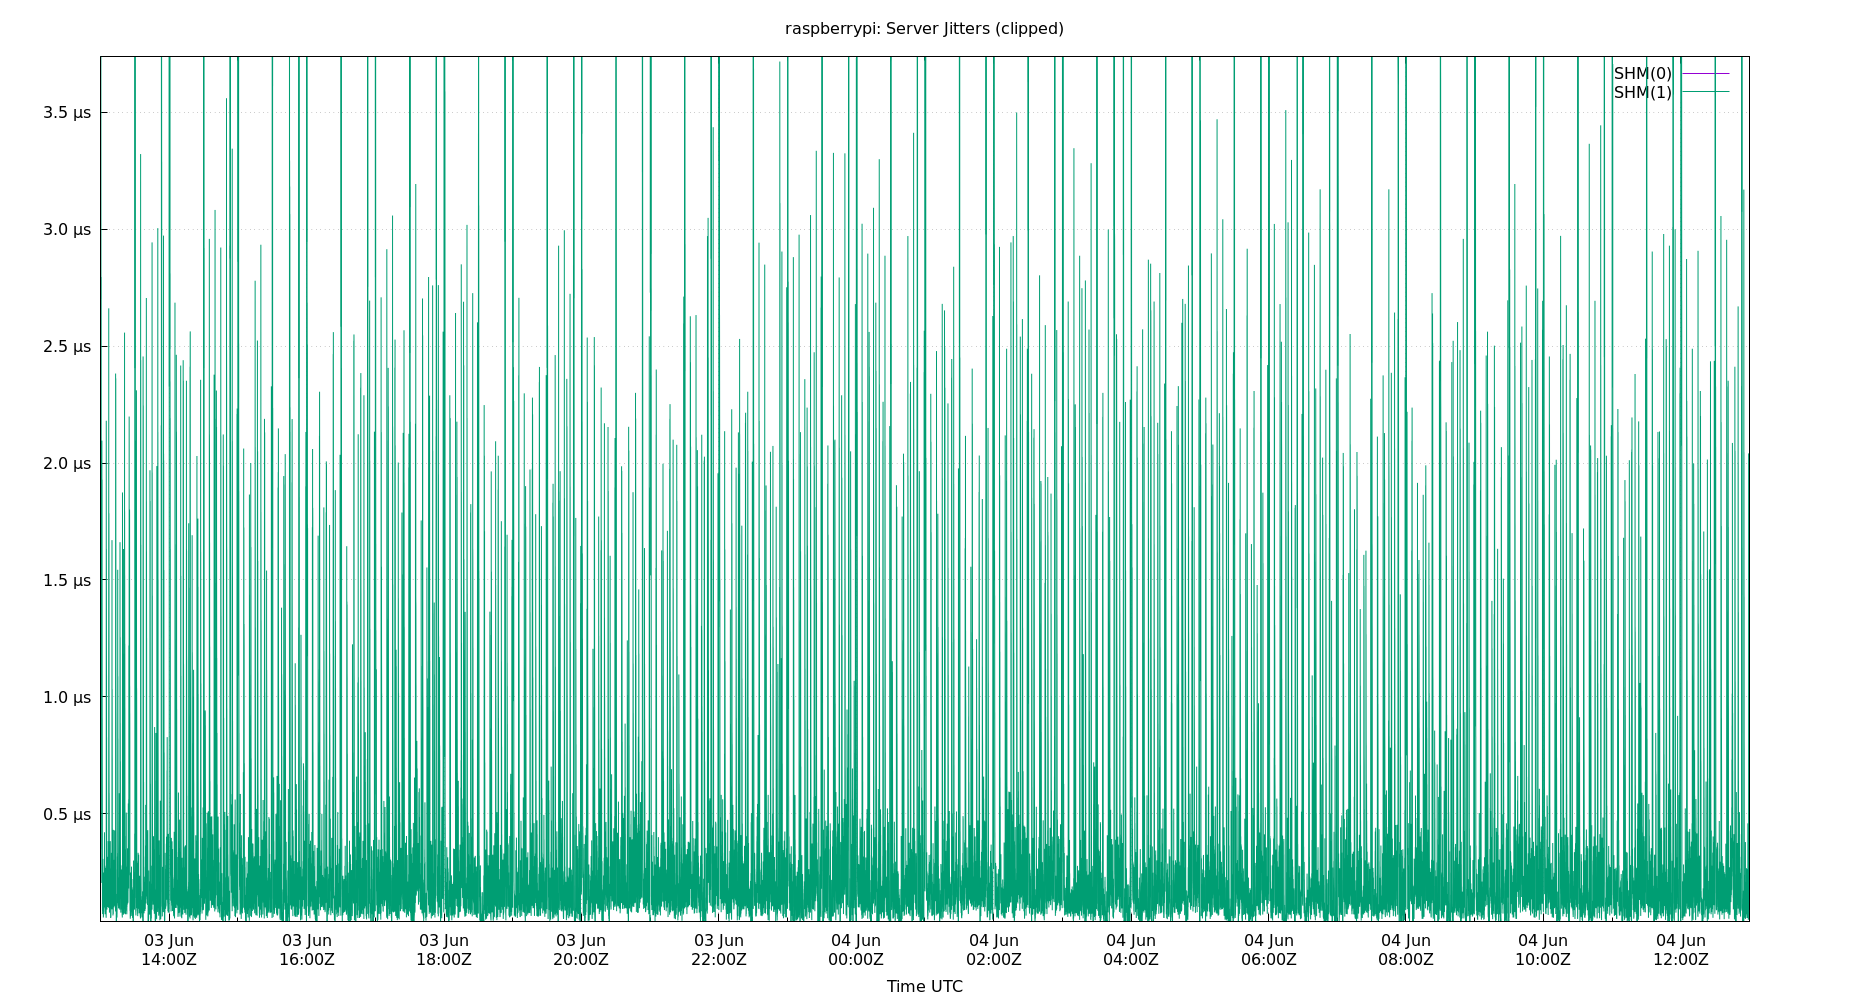 raspberrypi: Server Jitters (clipped)
SHM(0)
SHM(1)
3.5 µs
3.0 µs
2.5 µs
2.0 µs
1.5 µs
1.0 µs
0.5 µs
03 Jun 03 Jun 03 Jun 03 Jun 03 Jun 04 Jun 04 Jun 04 Jun 04 Jun 04 Jun 04 Jun 04 Jun
14:00Z 16:00Z 18:00Z 20:00Z 22:00Z 00:00Z 02:00Z 04:00Z 06:00Z 08:00Z 10:00Z 12:00Z
Time UTC